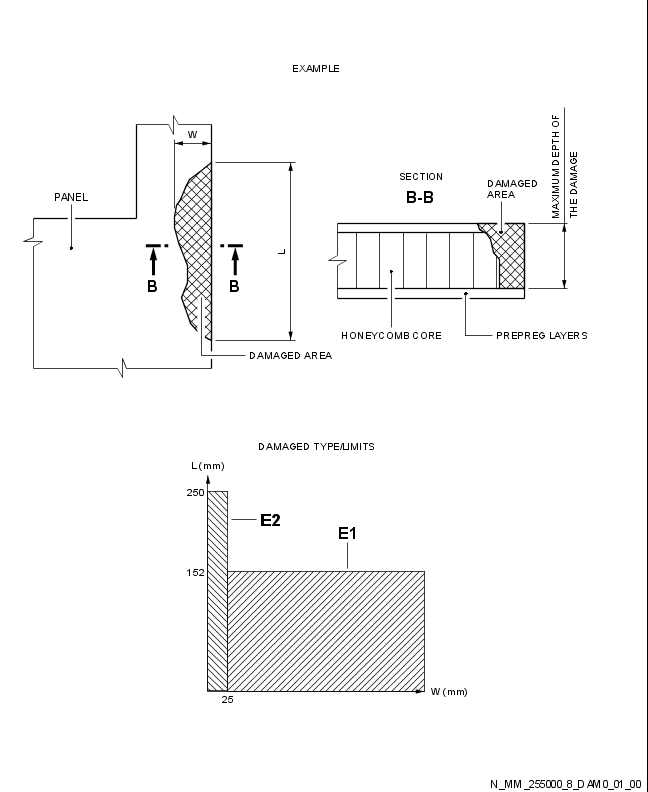 EXAMPLE
W
PANEL
B
B
L
DAMAGED AREA
SECTION
B-B
DAMAGED
AREA
MAXIMUM DEPTH OF
THE DAMAGE
HONEYCOMB CORE
PREPREG LAYERS
DAMAGED TYPE/LIMITS
L (mm)
250
E2
E1
152
W (mm)
25
N_MM_255000_8_DAM0_01_00